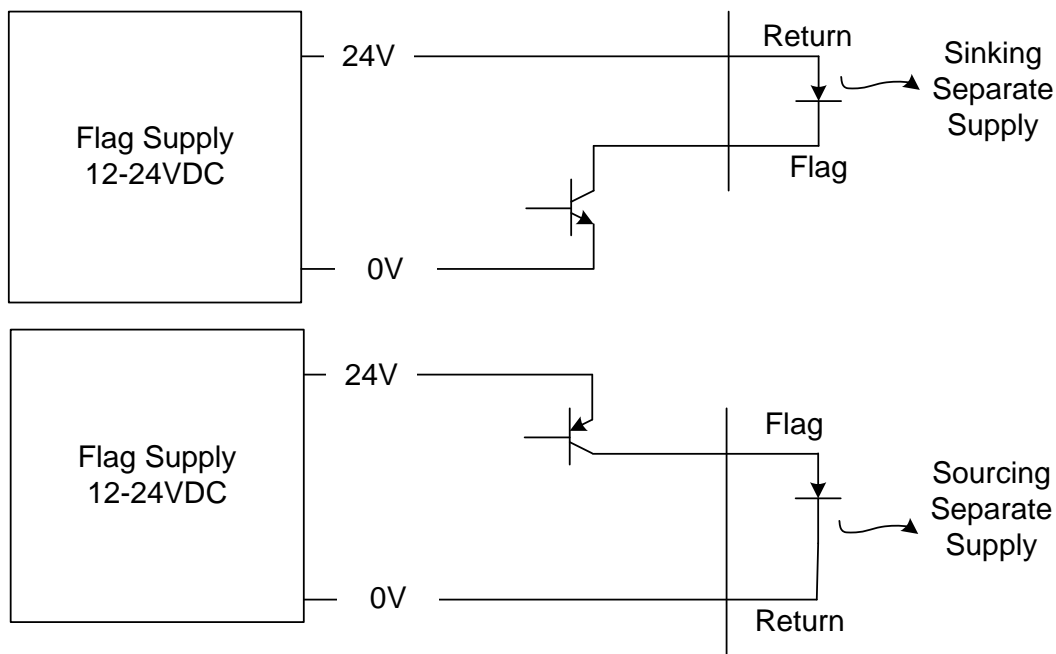 24V
Return
Sinking
Separate
Supply
Flag Supply
12-24VDC
Flag
0V
24V
Flag
Flag Supply
12-24VDC
Sourcing
Separate
Supply
0V
Return